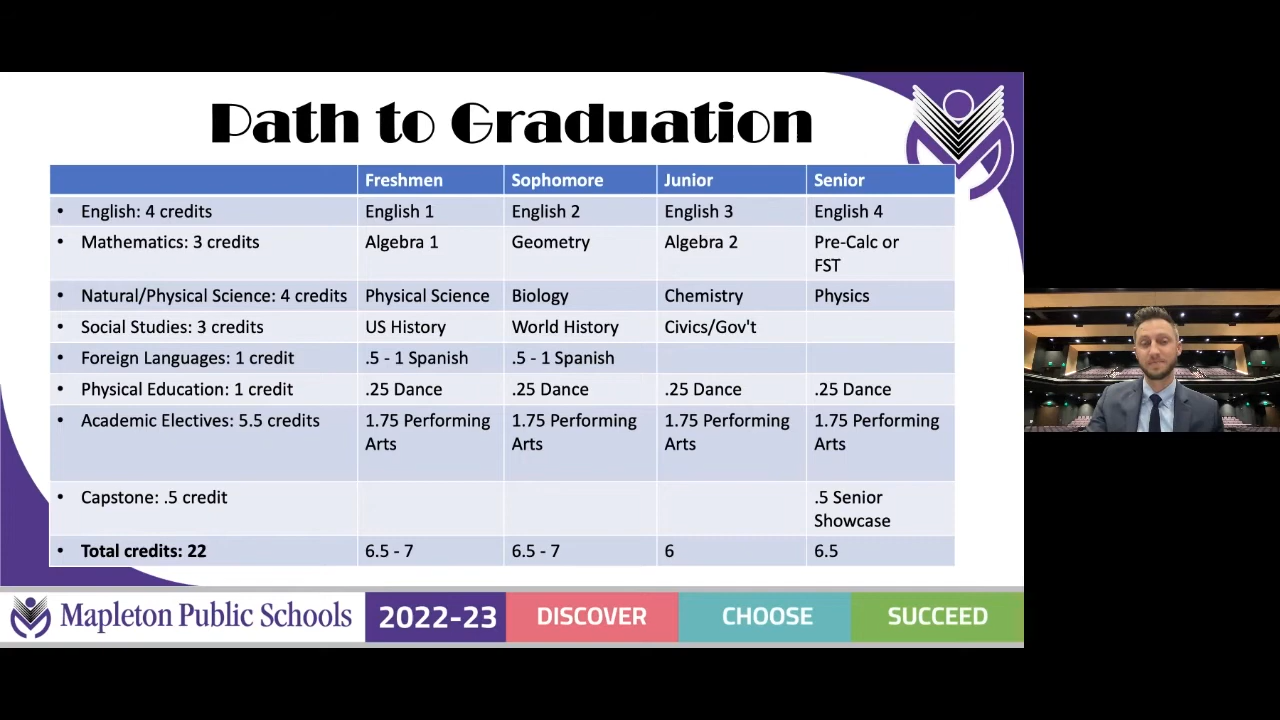 Path to Graduation
Freshmen Sophomore Junior Senior
• English: 4 credits English 1 English 2 English 3 English 4
• Mathematics: 3 credits Algebra 1 Geometry Algebra 2 Pre-Calc or
FST
• Natural/Physical Science: 4 credits Physical Science Biology Chemistry Physics
• Social Studies: 3 credits US History World History Civics/Gov't
• Foreign Languages: 1 credit .5 - 1 Spanish .5 - 1 Spanish
• Physical Education: 1 credit .25 Dance .25 Dance .25 Dance .25 Dance
• Academic Electives: 5.5 credits 1.75 Performing 1.75 Performing 1.75 Performing 1.75 Performing
Arts Arts Arts Arts
• Capstone: .5 credit .5 Senior
Showcase
• Total credits: 22 6.5 - 7 6.5 - 7 6 6.5
Mapleton Public Schools 2022-23 DISCOVER CHOOSE SUCCEED